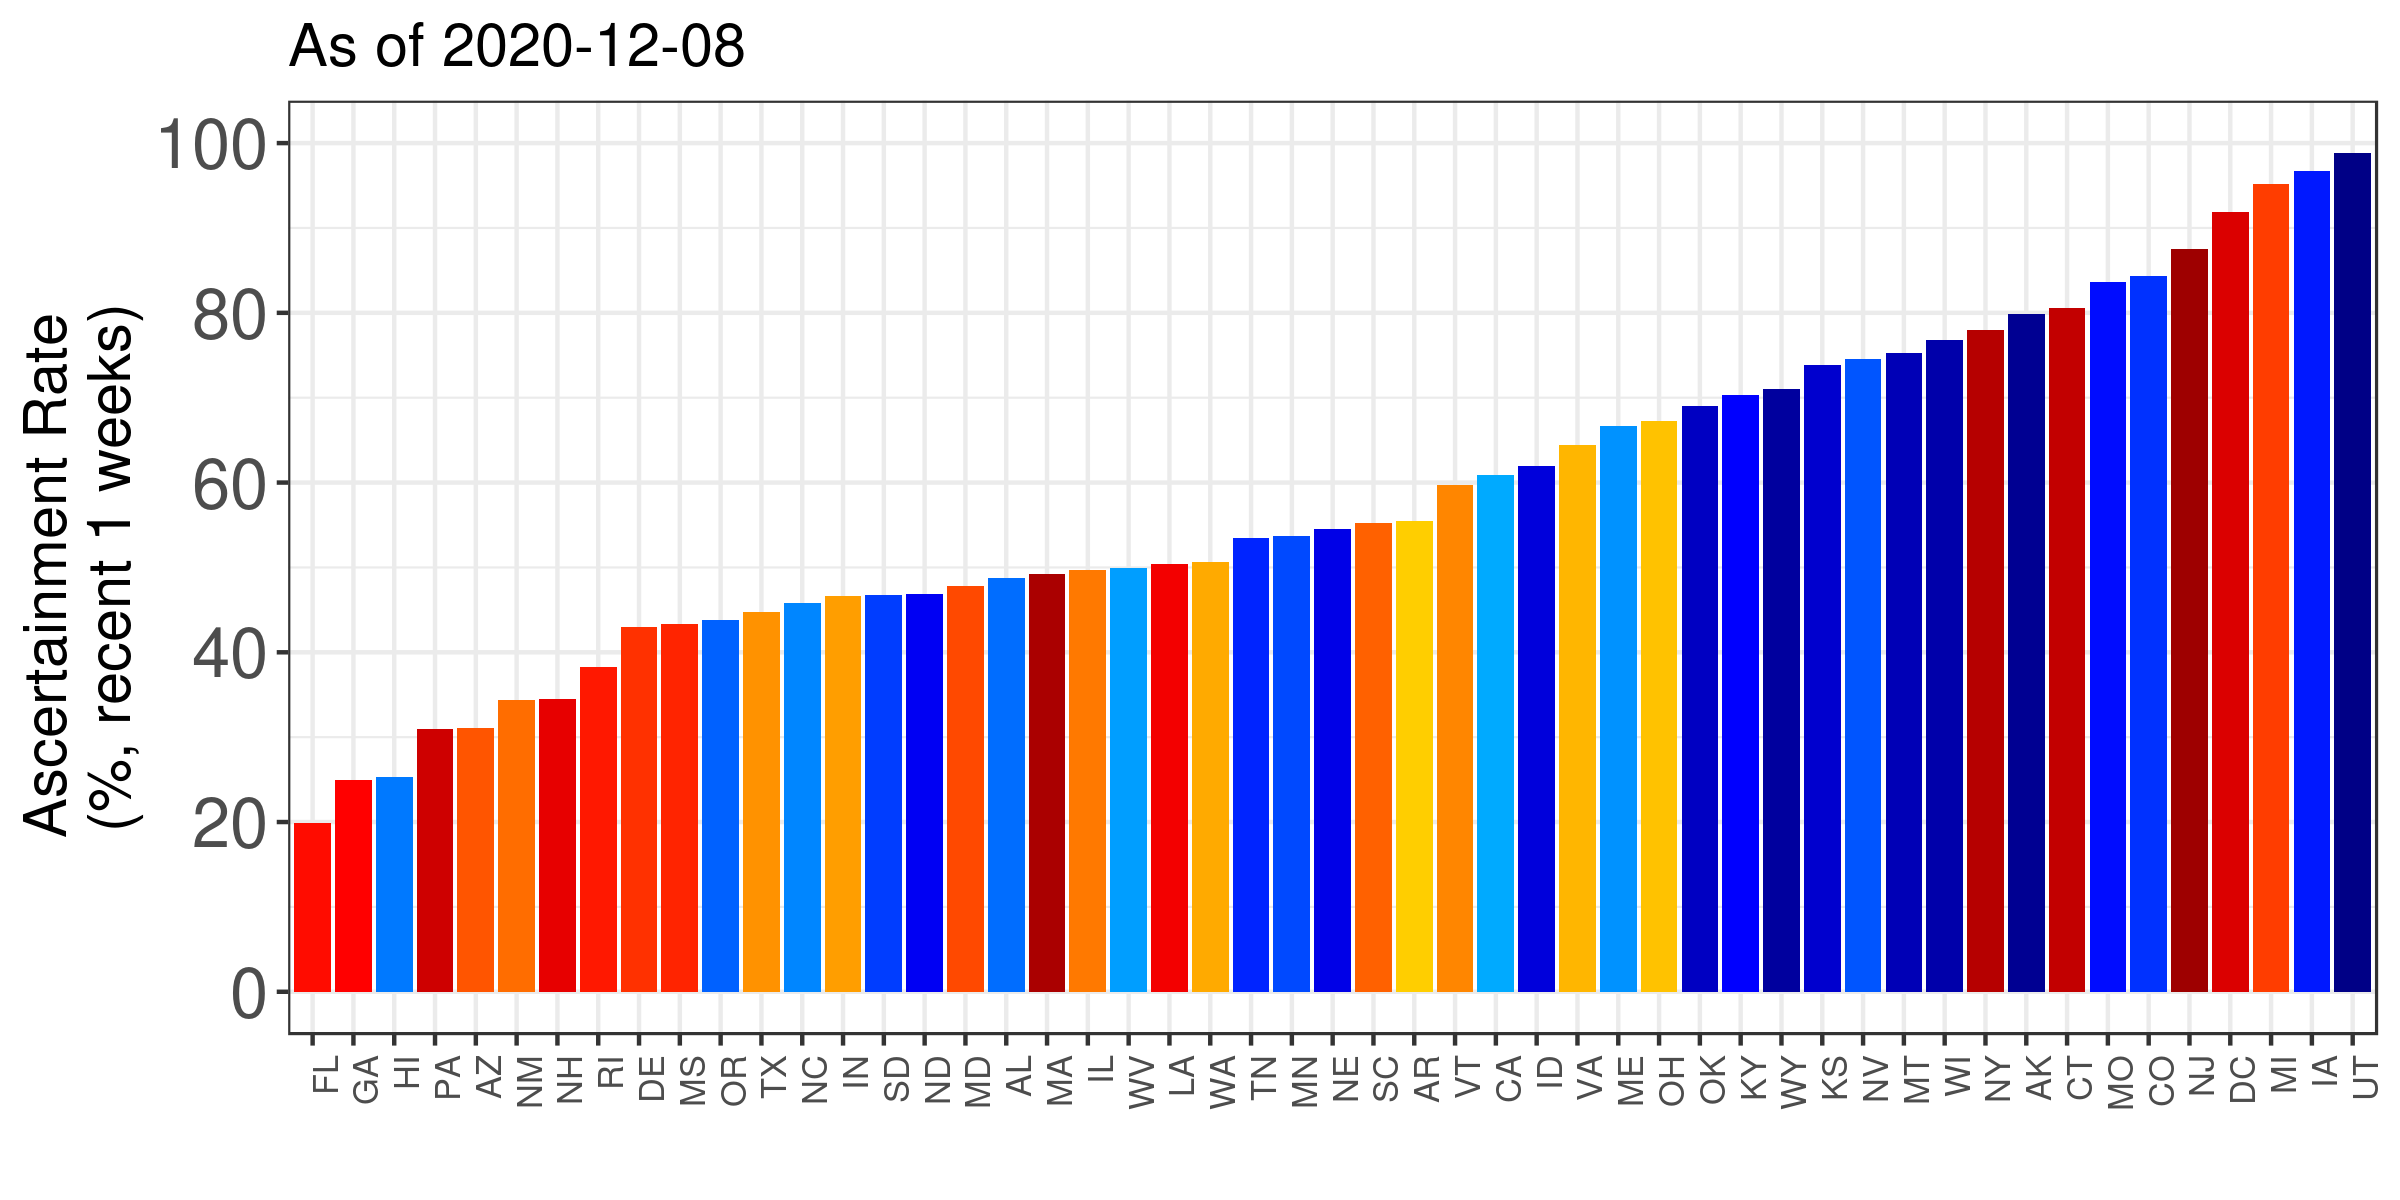 As of 2020-12-08
Ascertainment Rate
(%, recent 1 weeks)
100
80
60
40
20
0
FL GA HI PA AZ NM NH RI DE MS OR TX NC IN SD ND MD AL MA IL WV LA WA TN MN NE SC AR VT CA ID VA ME OH OK KY WY KS NV MT WI NY AK CT MO CO NJ DC MI IA UT